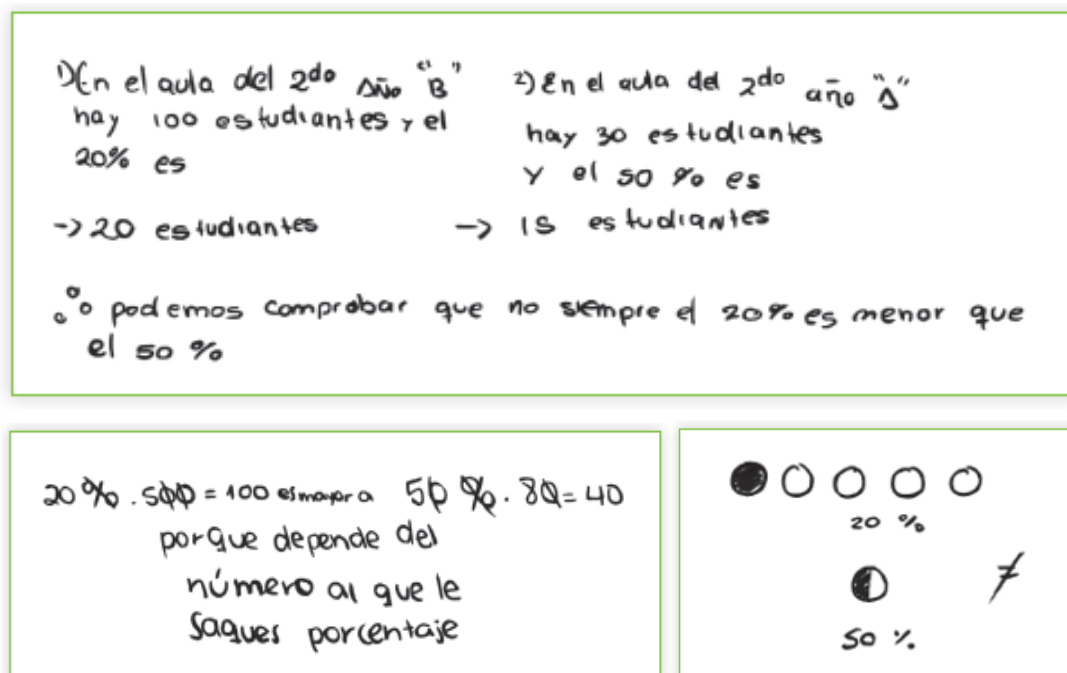 1) En el aula del 2do Año "B"
hay 100 estudiantes y el
20% es
-> 20 estudiantes
2) En el aula del 2do año "A"
hay 30 estudiantes
Y el 50 % es
-> 15 estudiantes
∴ podemos comprobar que no siempre el 20% es menor que
el 50 %
20 %. 500 = 100 es mayor a 50 %. 80 = 40
porque depende del
número al que le
saques porcentaje
20 %
≠
50 %